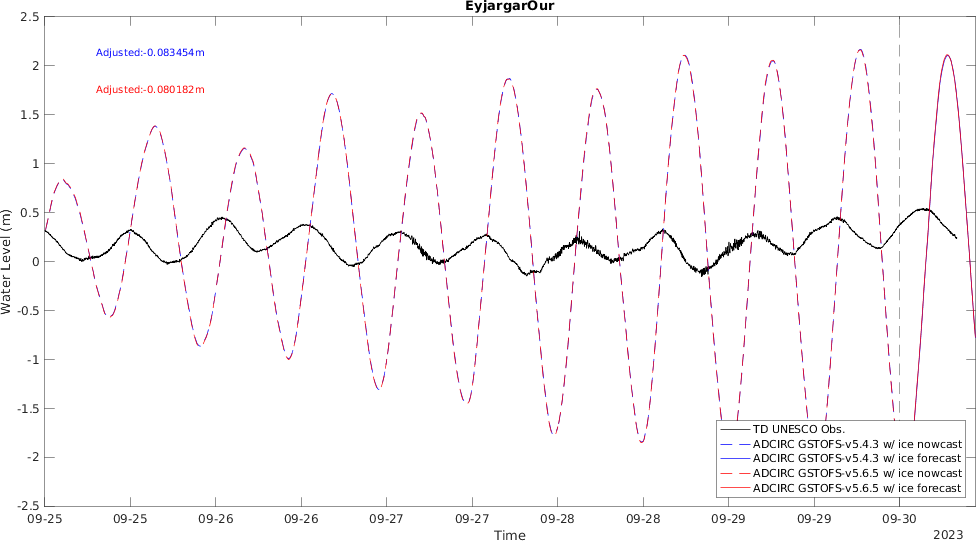 EyjargarOur
Adjusted:-0.083454m
Adjusted:-0.080182m
2.5
2
1.5
1
0.5
0
-0.5
-1
-1.5
-2
-2.5
Water Level (m)
TD UNESCO Obs.
ADCIRC GSTOFS-v5.4.3 w/ ice nowcast
ADCIRC GSTOFS-v5.4.3 w/ ice forecast
ADCIRC GSTOFS-v5.6.5 w/ ice nowcast
ADCIRC GSTOFS-v5.6.5 w/ ice forecast
09-25 09-25 09-26 09-26 09-27 09-27 09-28 09-28 09-29 09-29 09-30
Time
2023